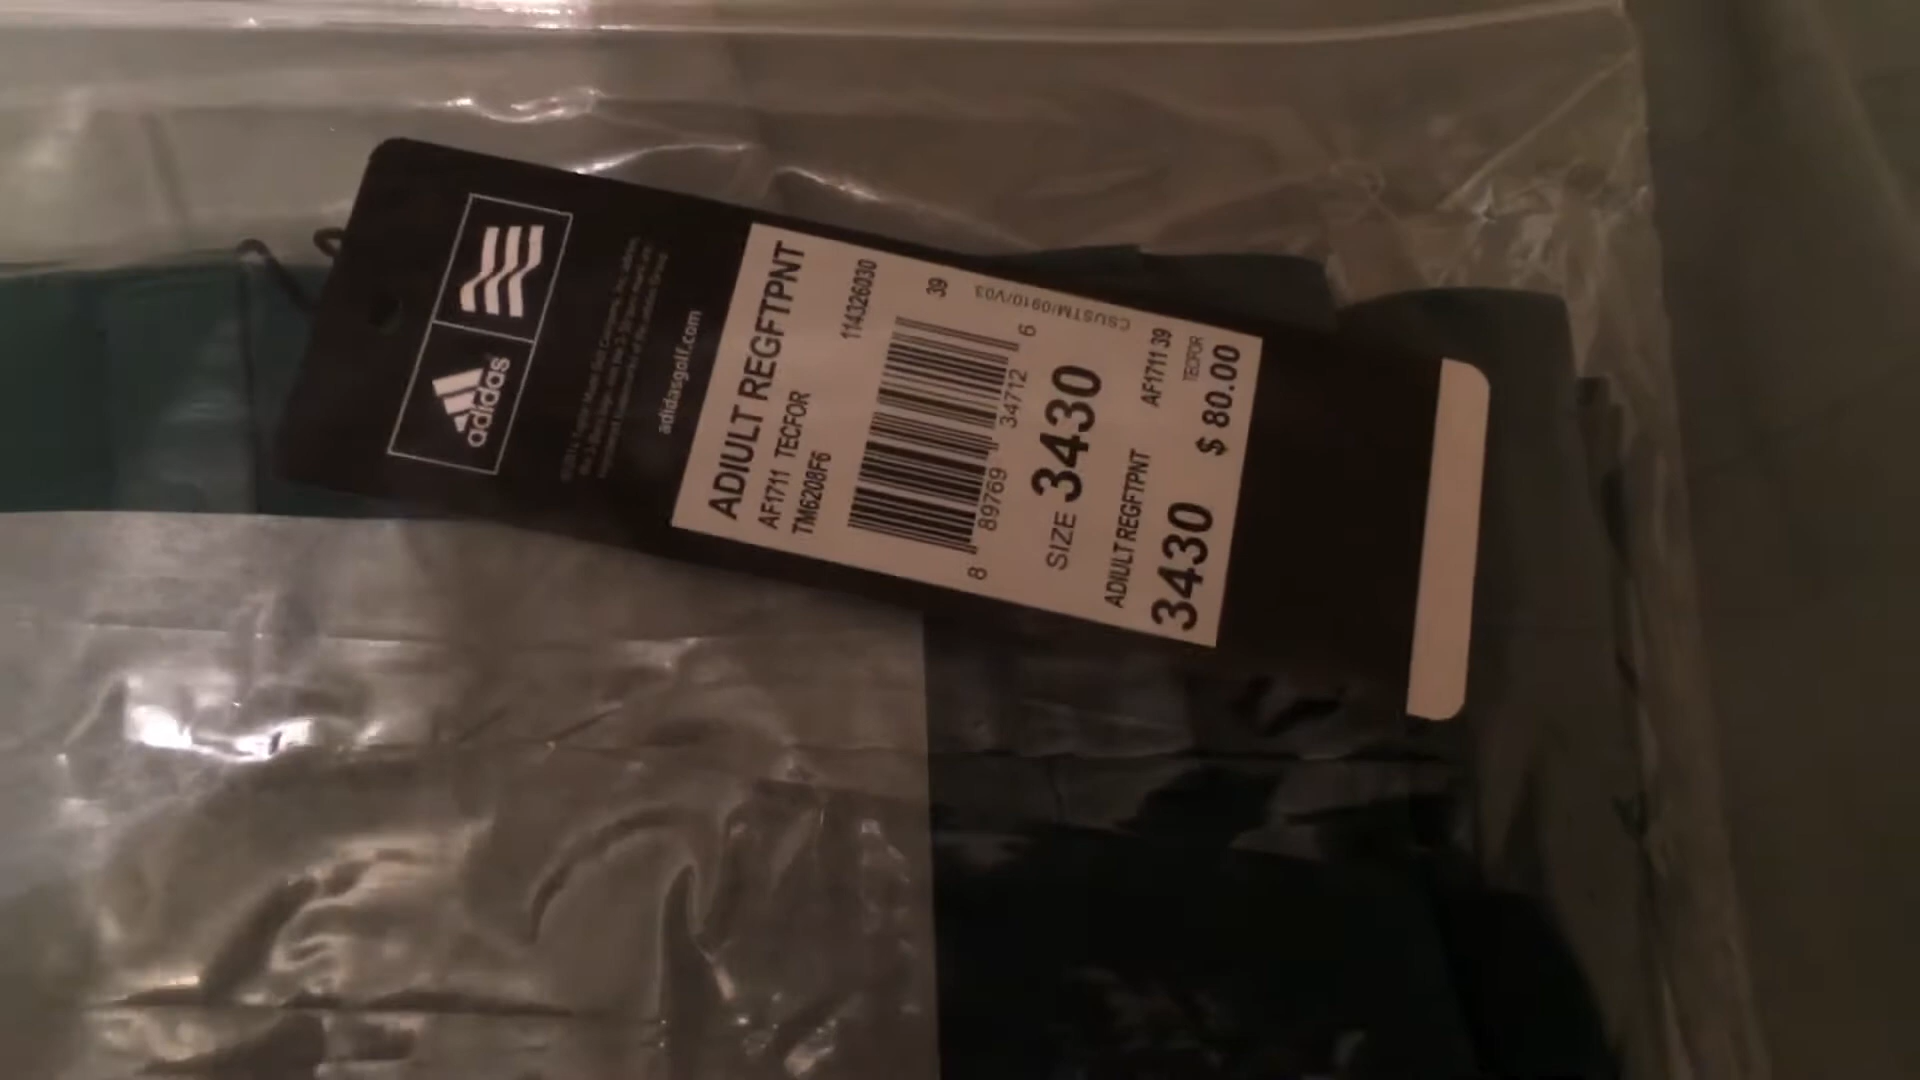 adidas
adidasgolf.com
ADIULT REGFTPNT
AF1711 TECFOR
TM6208F6
114326030
39
8 89769 34712 6
CSUSTM/0910/V03
SIZE 3430
ADIULT REGFTPNT AF1711 39
TECFOR
3430 $ 80.00